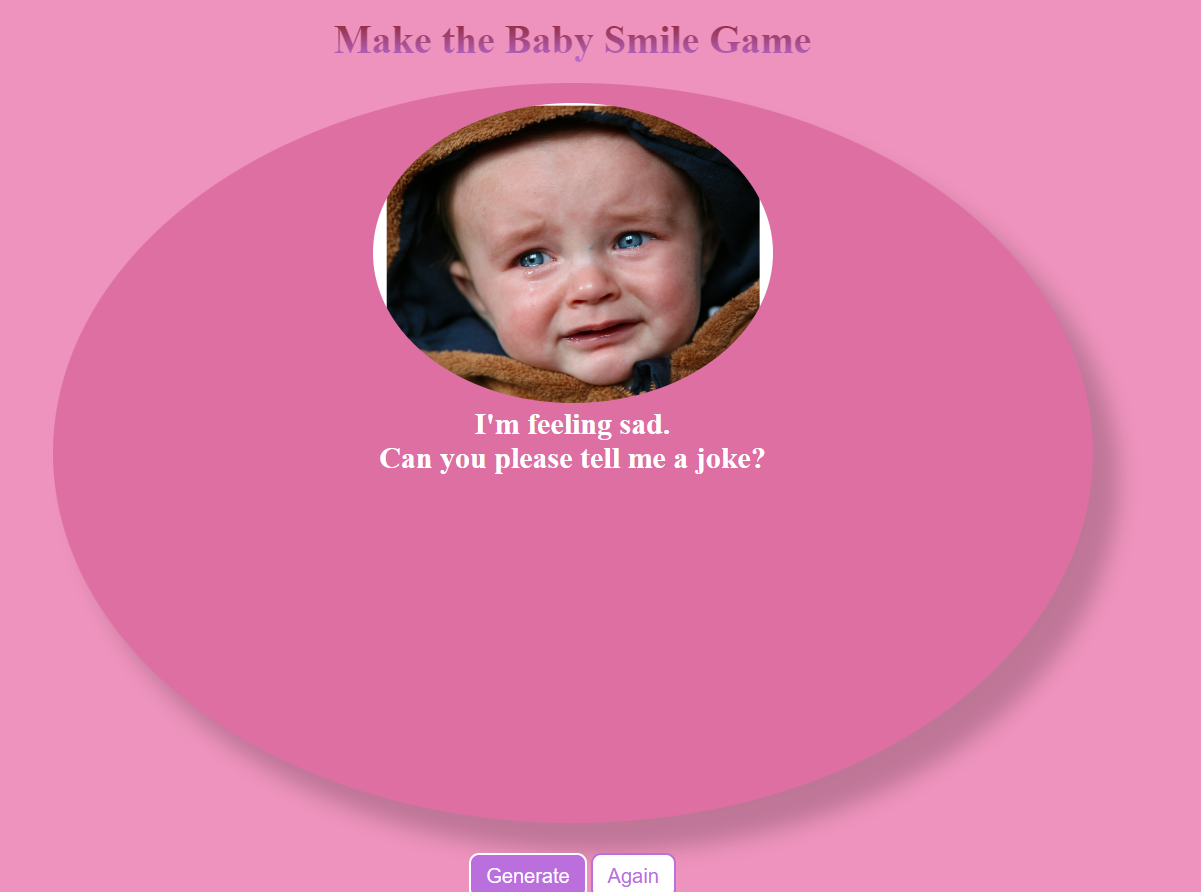 Make the Baby Smile Game
I'm feeling sad.
Can you please tell me a joke?
Generate
Again